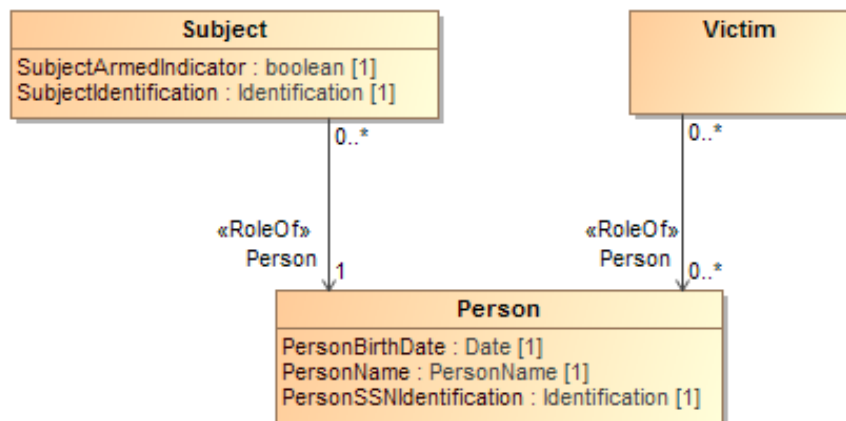 Subject
SubjectArmedIndicator : boolean [1]
SubjectIdentification : Identification [1]
Victim
0..*
0..*
«RoleOf»
Person
1
«RoleOf»
Person
0..*
Person
PersonBirthDate : Date [1]
PersonName : PersonName [1]
PersonSSNIdentification : Identification [1]